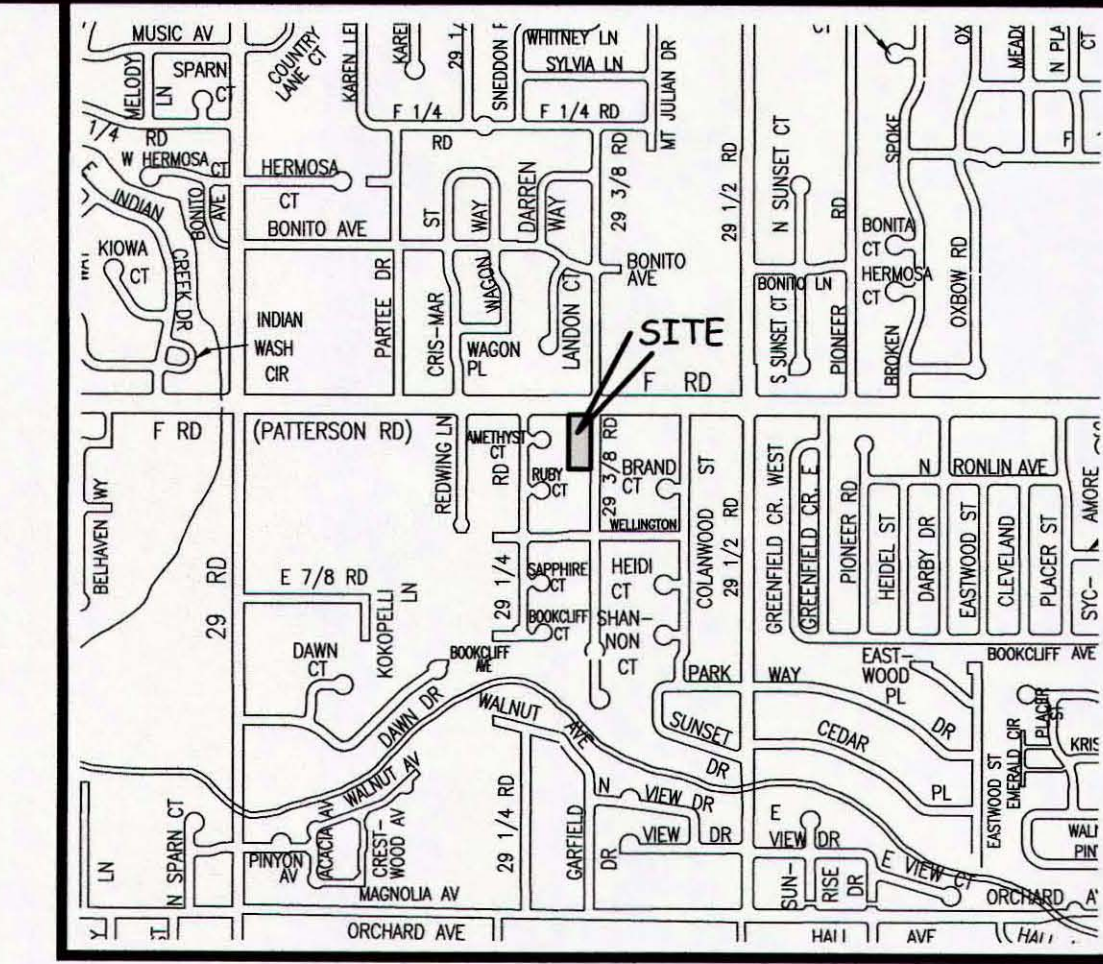 MUSIC AV
SPARN
CT
MELODY
LN
COUNTRY
LANE CT
KAREN
29
WHITNEY LN
SYLVIA LN
SNEDDON
MT JULIAN DR
F 1/4
RD
F 1/4 RD
1/4
RD
W HERMOSA
CT
HERMOSA
CT
INDIAN
CREEK DR
BONITO
AVE
BONITO AVE
KIOWA
CT
INDIAN
WASH
CIR
PARTEE DR
CRIS-MAR
ST
WAGON
WAY
DARREN
WAY
WAGON
PL
LANDON CT
29 3/8 RD
BONITO
AVE
29 1/2 RD
N SUNSET CT
BONITO LN
S SUNSET CT
PIONEER
RD
SPOKE
BROKEN
BONITA
CT
HERMOSA
CT
OXBOW RD
N PLA
CT
F
SITE
F RD
F RD
(PATTERSON RD)
BELHAVEN
WY
29 RD
REDWING LN
AMETHYST
CT
RUBY
CT
29 1/4
RD
29 3/8 RD
BRAND
CT
WELLINGTON
COLANWOOD
ST
29 1/2 RD
GREENFIELD CR. WEST
GREENFIELD CR. E
PIONEER RD
N
RONLIN AVE
HEIDEL ST
DARBY DR
EASTWOOD ST
CLEVELAND
PLACER ST
AMORE
SYC-
E 7/8 RD
KOKOPELLI
LN
SAPPHIRE
CT
BOOKCLIFF
CT
HEIDI
CT
SHAN-
NON
CT
DAWN
CT
BOOKCLIFF
AVE
DAWN DR
PARK
WAY
DR
EAST-
WOOD
PL
BOOKCLIFF AVE
WALNUT
AVE
SUNSET
DR
CEDAR
PL
EASTWOOD ST
EMERALD CIR
PLACER
ST
KRIS
WALNUT AV
N SPARN CT
LN
PINYON
AV
ACACIA AV
CREST-
WOOD AV
MAGNOLIA AV
29 1/4 RD
GARFIELD
DR
N
VIEW DR
VIEW
DR
E
VIEW DR
SUN-
RISE
DR
E VIEW CT
ORCHARD
ORCHARD AVE